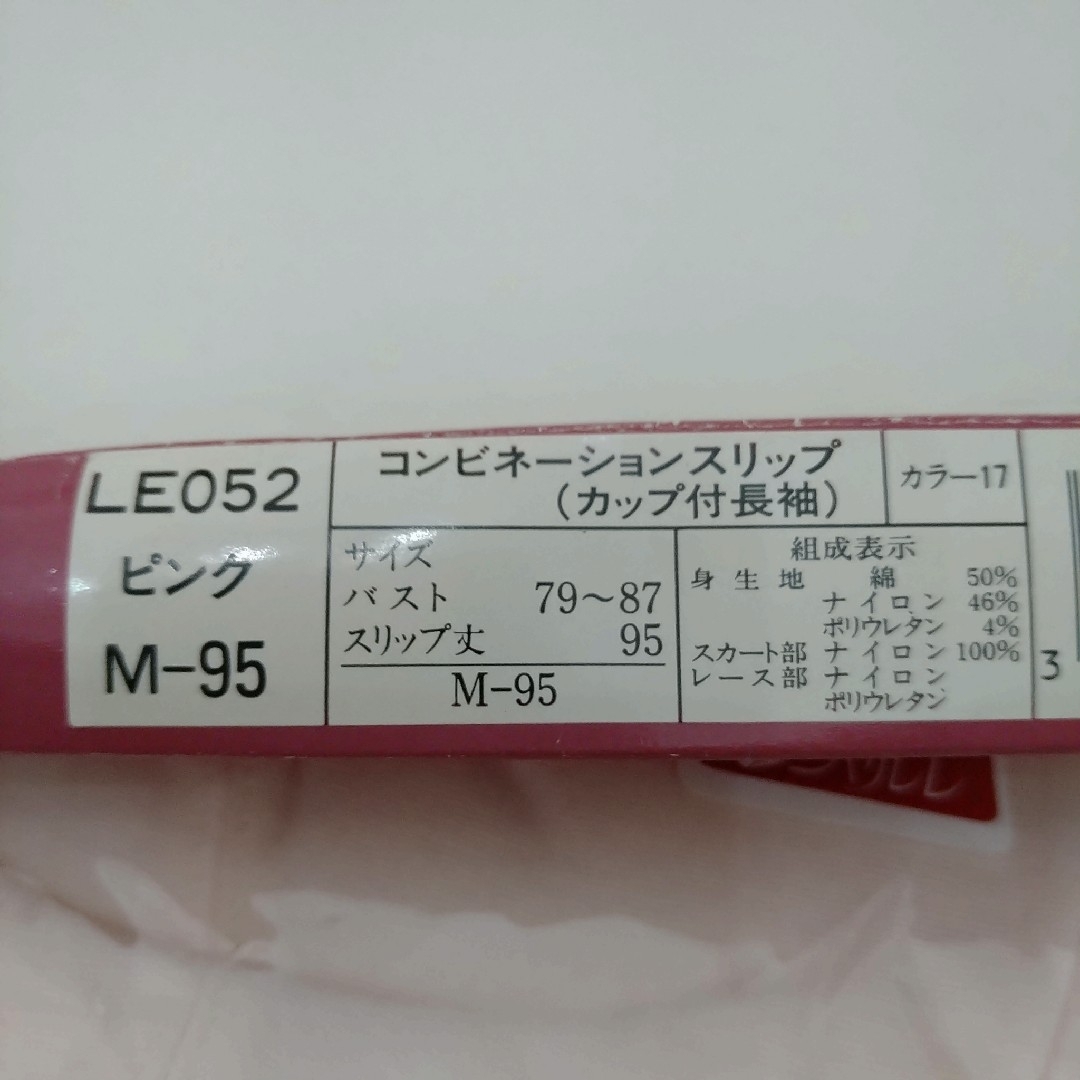 LE052
ピンク
M-95
コンビネーションスリップ
(カップ付長袖)
カラー17
サイズ
バスト 79～87
スリップ丈 95
M-95
組成表示
身生地 綿 50%
ナイロン 46%
ポリウレタン 4%
スカート部 ナイロン 100%
レース部 ナイロン
ポリウレタン
3